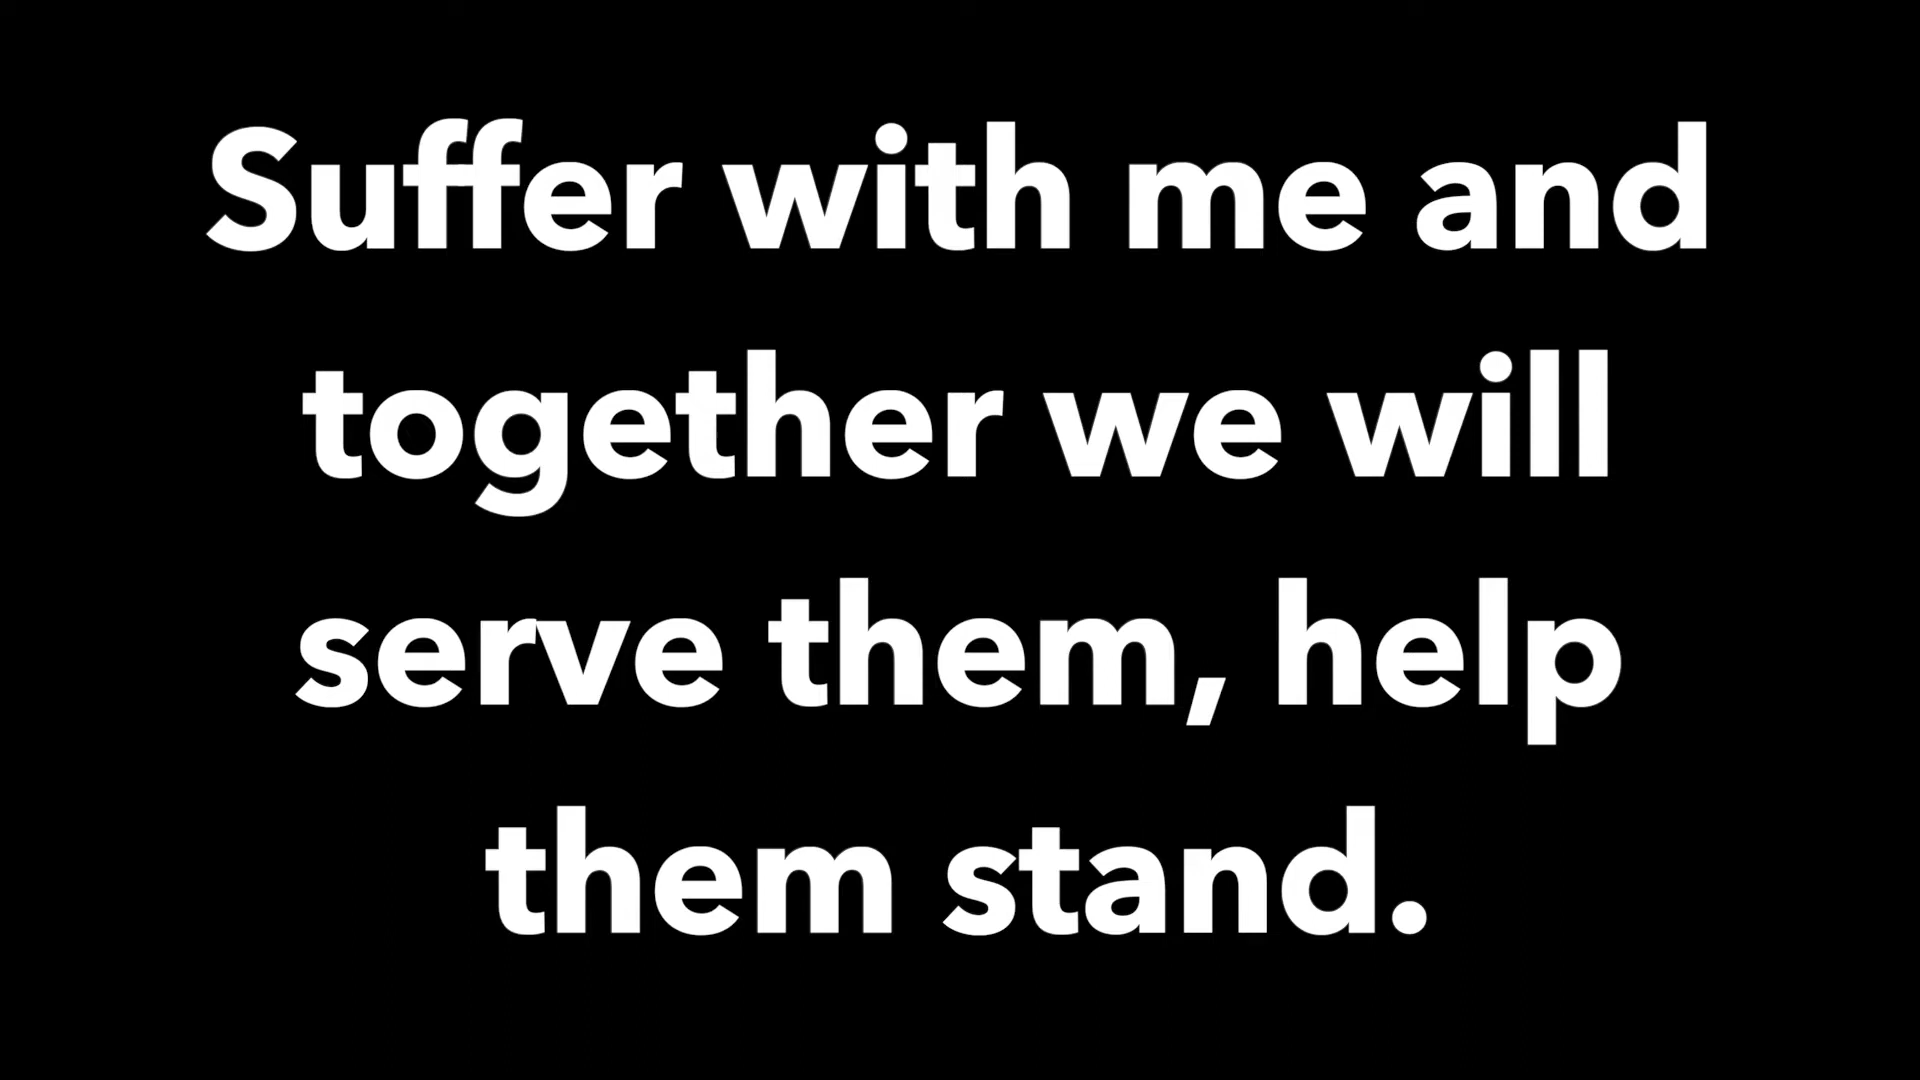 Suffer with me and
together we will
serve them, help
them stand.